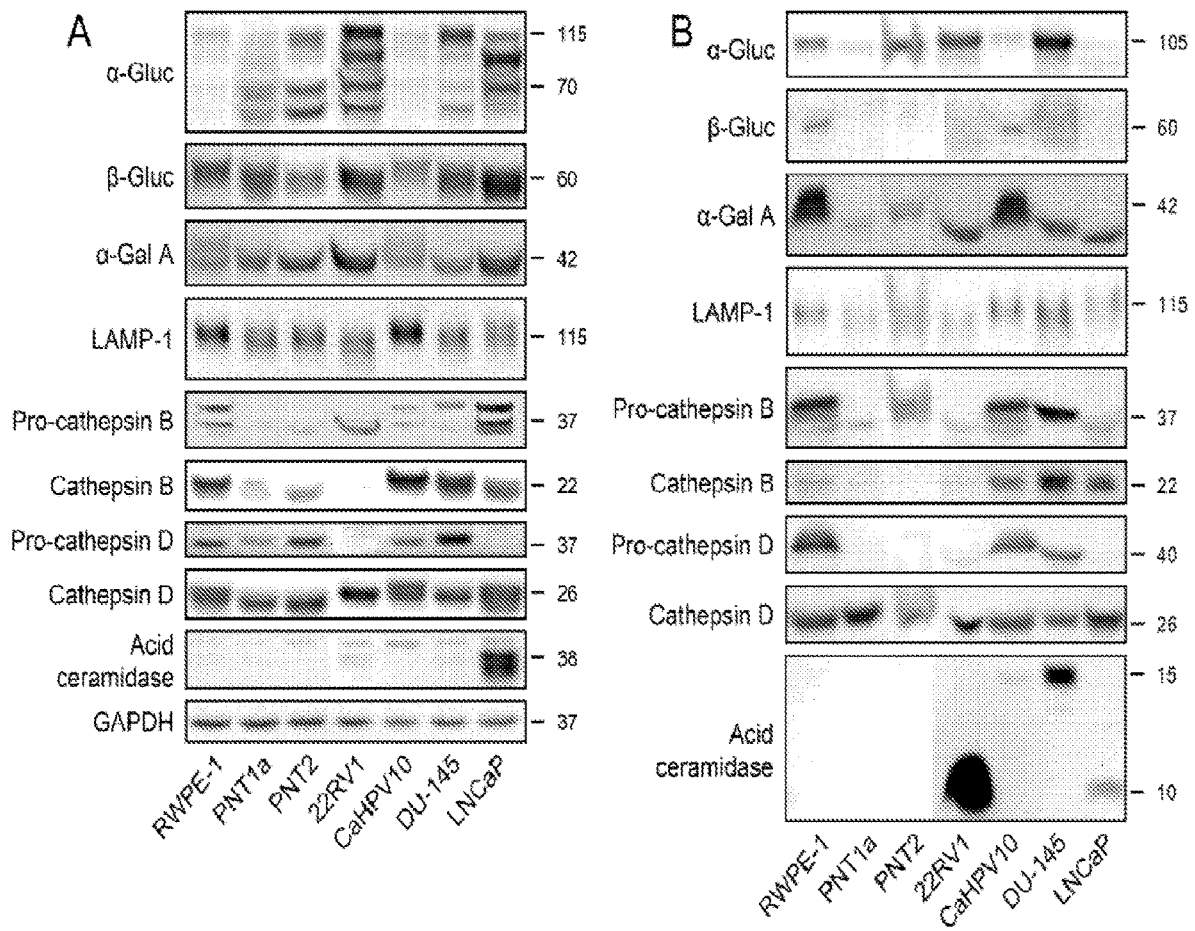 A
α-Gluc
115
70
β-Gluc
60
α-Gal A
42
LAMP-1
115
Pro-cathepsin B
37
Cathepsin B
22
Pro-cathepsin D
37
Cathepsin D
26
Acid
ceramidase
38
GAPDH
37
RWPE-1
PNT1a
PNT2
22RV1
CaHPV10
DU-145
LNCaP
B
α-Gluc
105
β-Gluc
60
α-Gal A
42
LAMP-1
115
Pro-cathepsin B
37
Cathepsin B
22
Pro-cathepsin D
40
Cathepsin D
26
Acid
ceramidase
15
10
RWPE-1
PNT1a
PNT2
22RV1
CaHPV10
DU-145
LNCaP